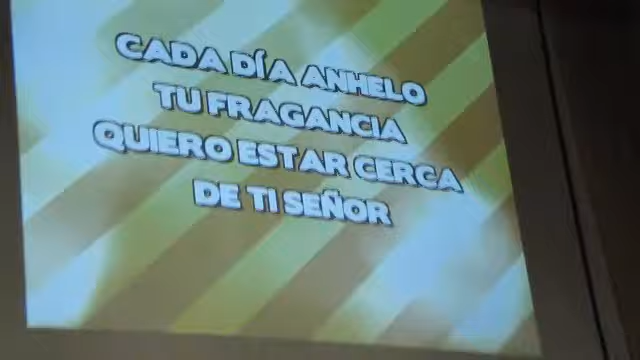 CADA DÍA ANHELO
TU FRAGANCIA
QUIERO ESTAR CERCA
DE TI SEÑOR